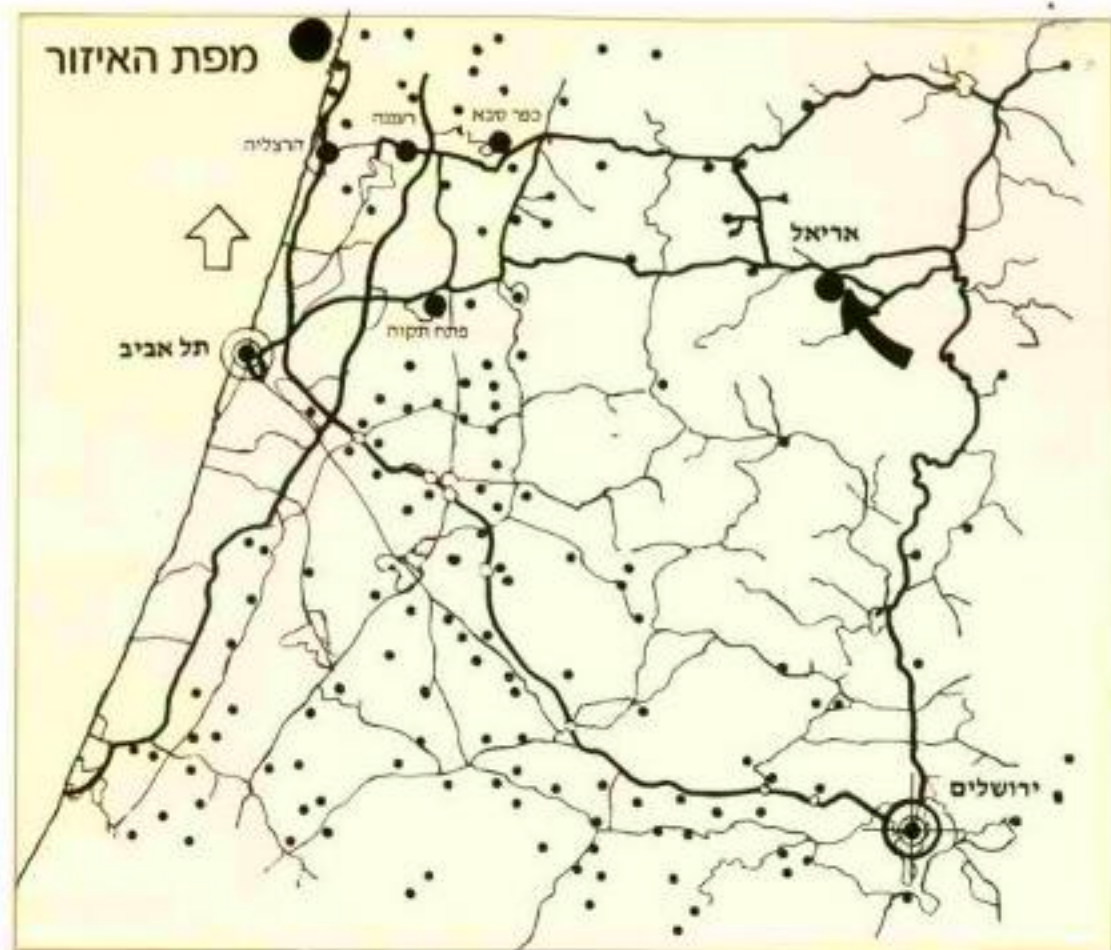 מפת האיזור
כפר סבא
רעננה
הרצליה
אריאל
פתח תקוה
תל אביב
ירושלים